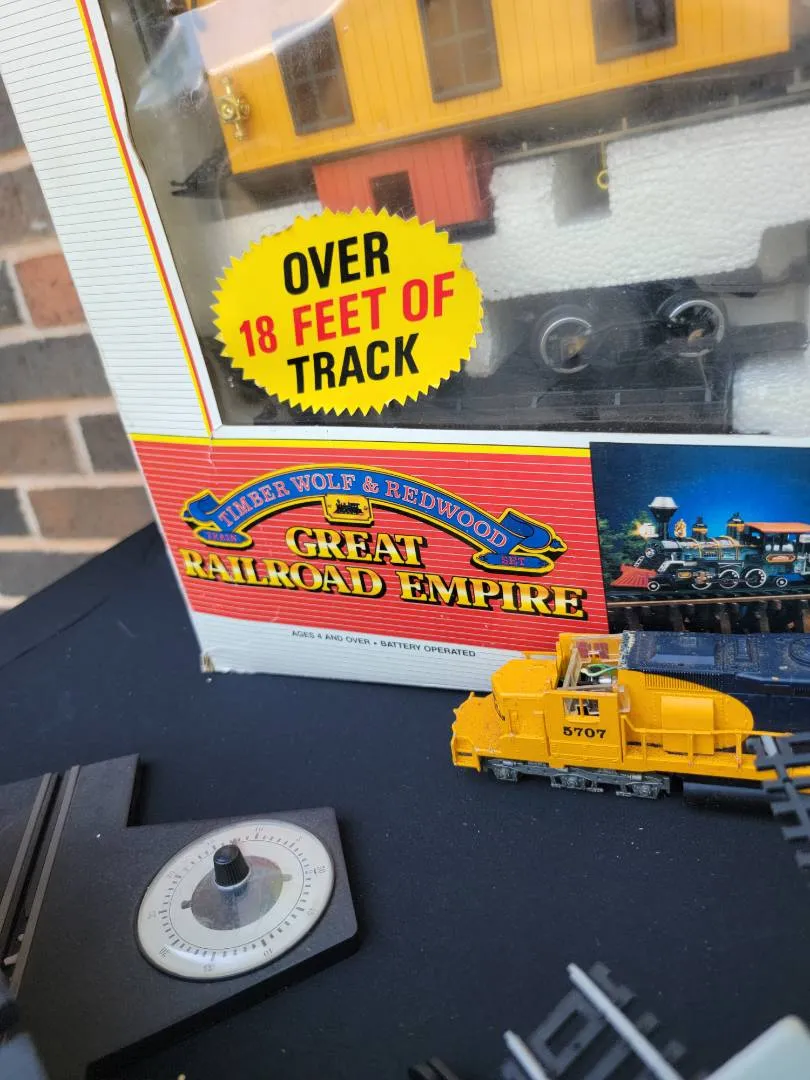 OVER
18 FEET OF
TRACK
TIMBER WOLF & REDWOOD
TRAIN SET
GREAT
RAILROAD EMPIRE
AGES 4 AND OVER • BATTERY OPERATED
5707